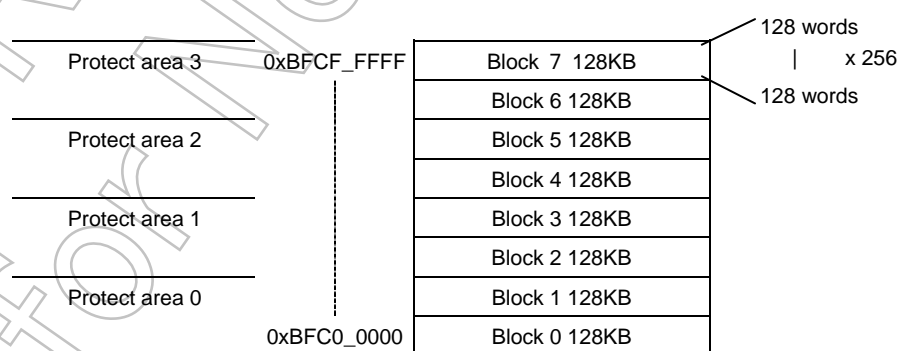 128 words
Protect area 3 0xBFCF_FFFF Block 7 128KB | x 256
Block 6 128KB 128 words
Protect area 2 Block 5 128KB
Block 4 128KB
Protect area 1 Block 3 128KB
Block 2 128KB
Protect area 0 Block 1 128KB
0xBFC0_0000 Block 0 128KB